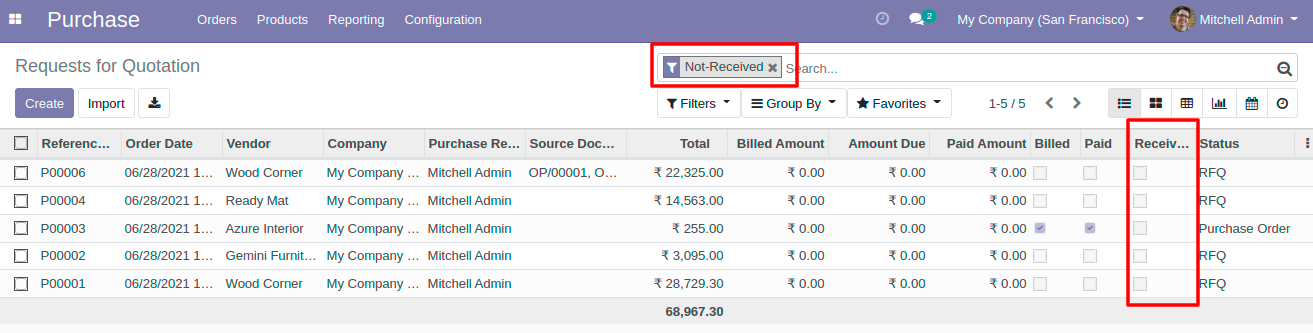 Purchase Orders Products Reporting Configuration 2 My Company (San Francisco) Mitchell Admin
Requests for Quotation Not-Received Search...
Create Import Filters Group By Favorites 1-5 / 5
Referenc... Order Date Vendor Company Purchase Re... Source Doc... Total Billed Amount Amount Due Paid Amount Billed Paid Receiv... Status
P00006 06/28/2021 1... Wood Corner My Company ... Mitchell Admin OP/00001, O... ₹ 22,325.00 ₹ 0.00 ₹ 0.00 ₹ 0.00 RFQ
P00004 06/28/2021 1... Ready Mat My Company ... Mitchell Admin ₹ 14,563.00 ₹ 0.00 ₹ 0.00 ₹ 0.00 RFQ
P00003 06/28/2021 1... Azure Interior My Company ... Mitchell Admin ₹ 255.00 ₹ 0.00 ₹ 0.00 ₹ 0.00 Purchase Order
P00002 06/28/2021 1... Gemini Furnit... My Company ... Mitchell Admin ₹ 3,095.00 ₹ 0.00 ₹ 0.00 ₹ 0.00 RFQ
P00001 06/28/2021 1... Wood Corner My Company ... Mitchell Admin ₹ 28,729.30 ₹ 0.00 ₹ 0.00 ₹ 0.00 RFQ
68,967.30